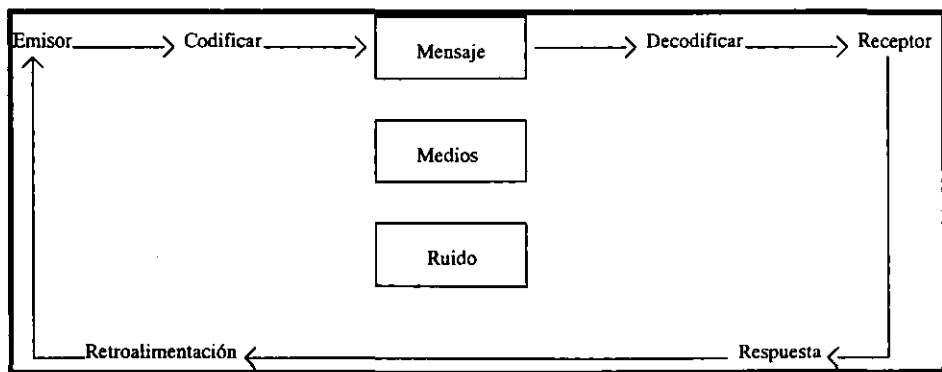 Emisor Codificar Mensaje Decodificar Receptor
Medios
Ruido
Retroalimentación Respuesta